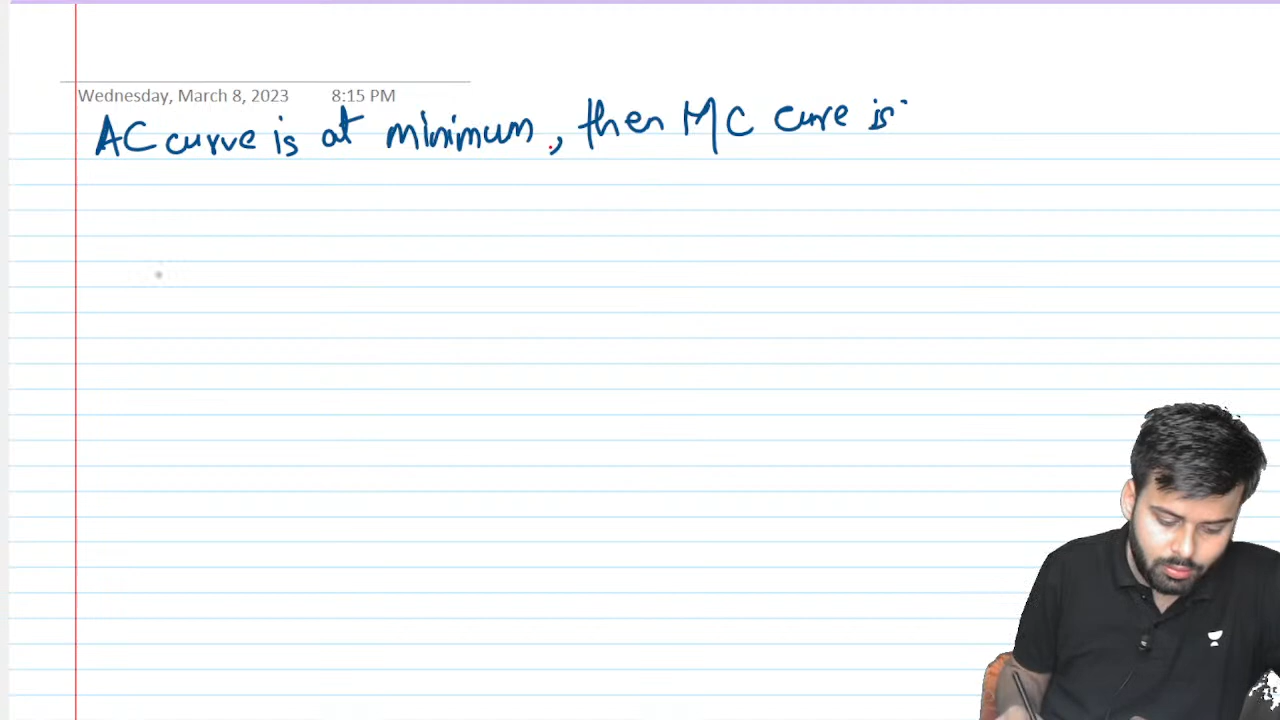 Wednesday, March 8, 2023 8:15 PM
AC curve is at minimum, then MC curve is